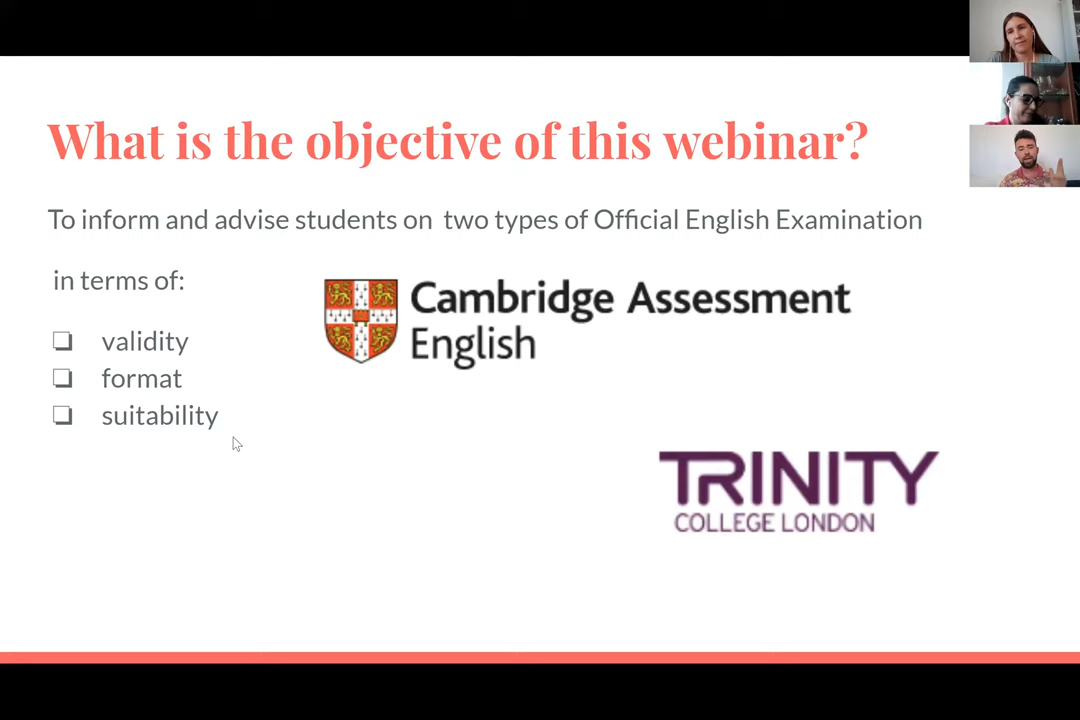 What is the objective of this webinar?
To inform and advise students on two types of Official English Examination
in terms of:
Cambridge Assessment
English
validity
format
suitability
TRINITY
COLLEGE LONDON